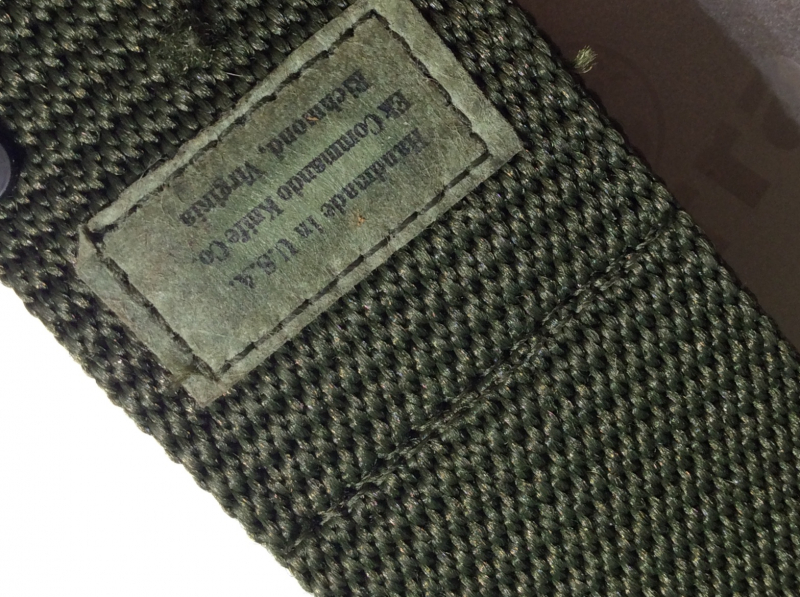 Handmade in U.S.A.
Ek Commando Knife Co.
Richmond, Virginia